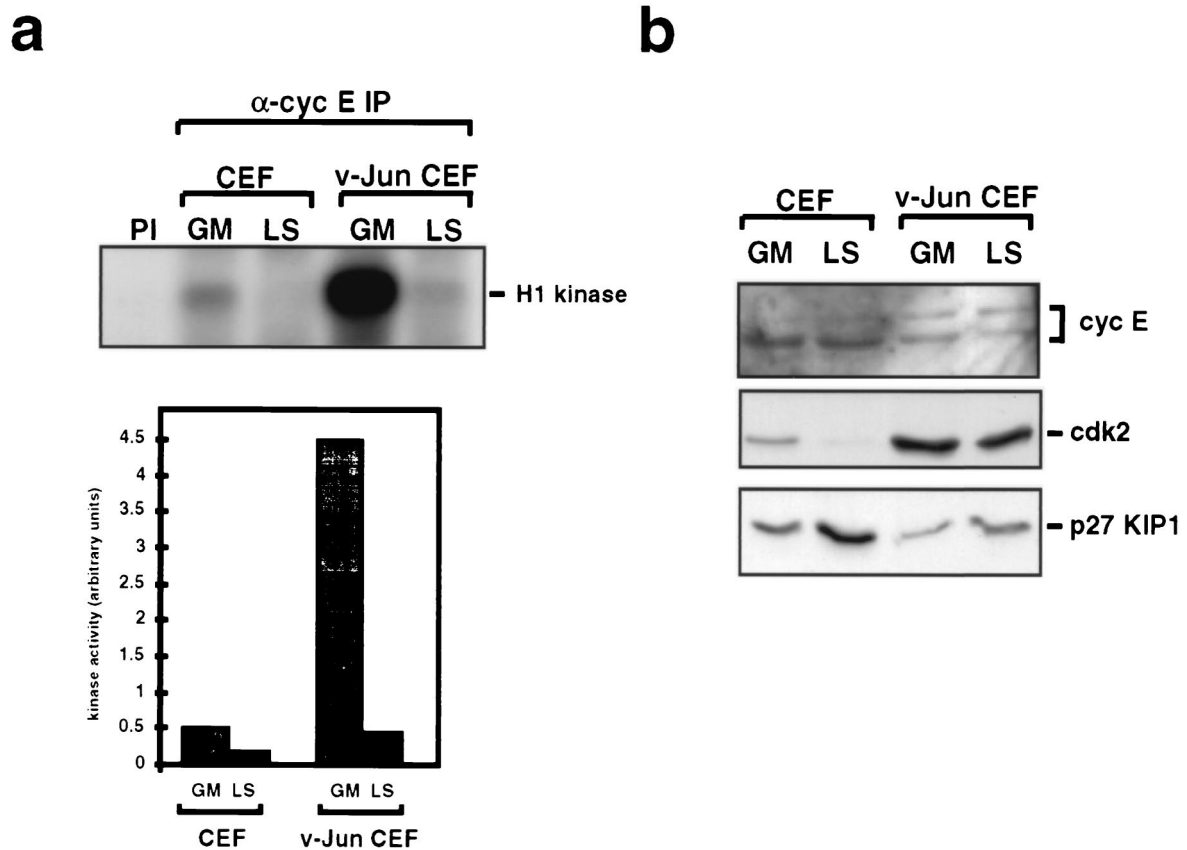 a
α-cyc E IP
CEF v-Jun CEF
PI GM LS GM LS
H1 kinase
kinase activity (arbitrary units)
4.5
4
3.5
3
2.5
2
1.5
1
0.5
0
GM LS GM LS
CEF v-Jun CEF
b
CEF v-Jun CEF
GM LS GM LS
cyc E
cdk2
p27 KIP1